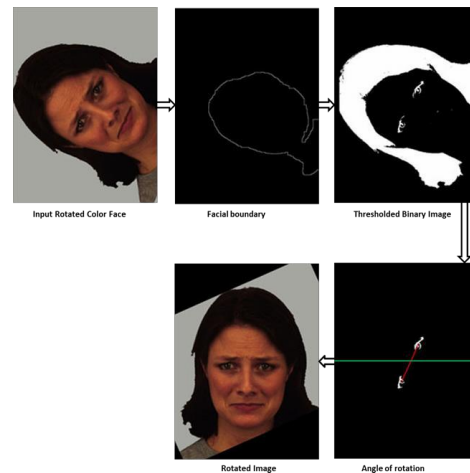 Input Rotated Color Face
Facial boundary
Thresholded Binary Image
Rotated Image
Angle of rotation